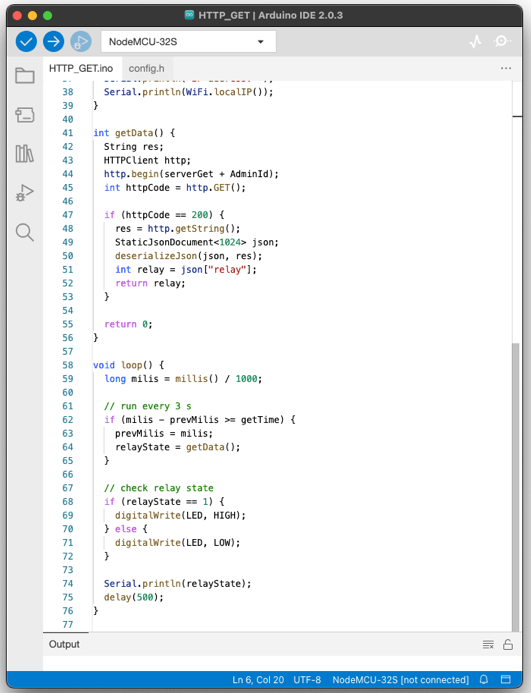 HTTP_GET | Arduino IDE 2.0.3
NodeMCU-32S
HTTP_GET.ino config.h
38 Serial.println(WiFi.localIP());
39 }
40
41 int getData() {
42 String res;
43 HTTPClient http;
44 http.begin(serverGet + AdminId);
45 int httpCode = http.GET();
46
47 if (httpCode == 200) {
48 res = http.getString();
49 StaticJsonDocument<1024> json;
50 deserializeJson(json, res);
51 int relay = json["relay"];
52 return relay;
53 }
54
55 return 0;
56 }
57
58 void loop() {
59 long milis = millis() / 1000;
60
61 // run every 3 s
62 if (milis - prevMilis >= getTime) {
63 prevMilis = milis;
64 relayState = getData();
65 }
66
67 // check relay state
68 if (relayState == 1) {
69 digitalWrite(LED, HIGH);
70 } else {
71 digitalWrite(LED, LOW);
72 }
73
74 Serial.println(relayState);
75 delay(500);
76 }
77
Output
Ln 6, Col 20 UTF-8 NodeMCU-32S [not connected]